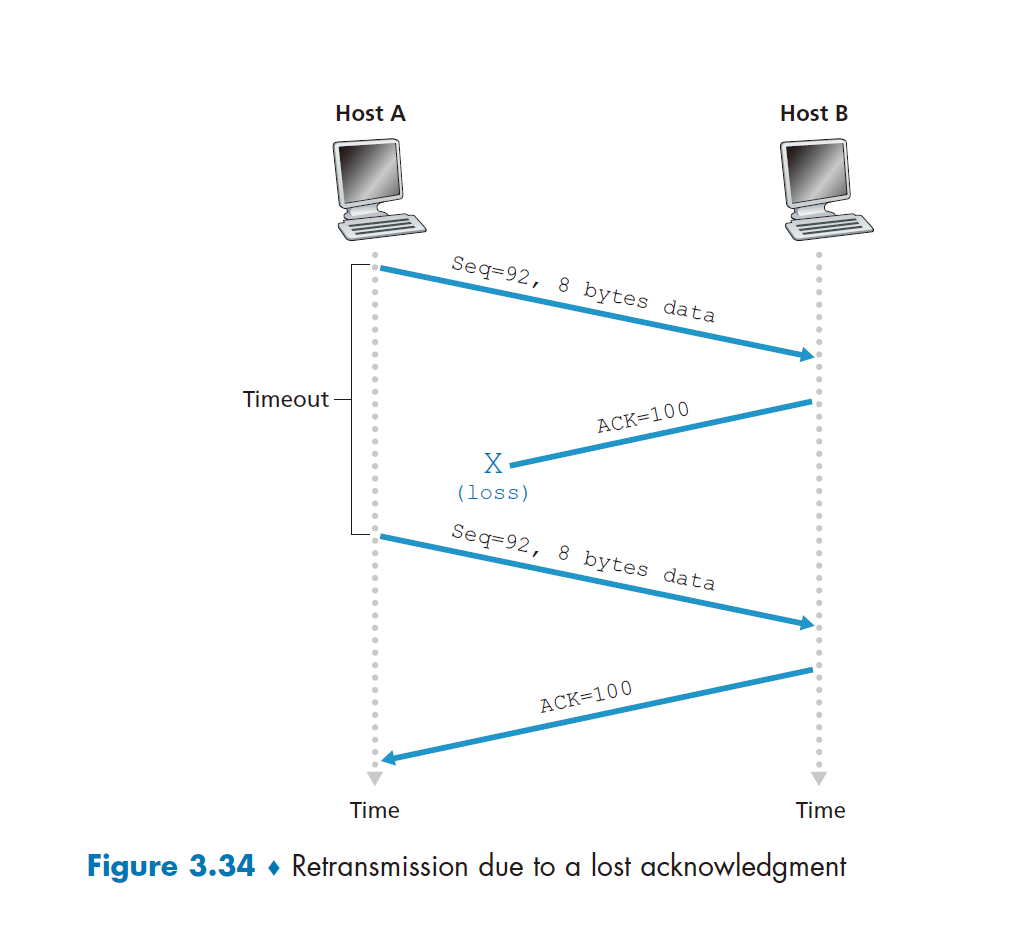 Host A
Host B
Seq=92, 8 bytes data
Timeout
ACK=100
X
(loss)
Seq=92, 8 bytes data
ACK=100
Time
Time
Figure 3.34 ♦ Retransmission due to a lost acknowledgment